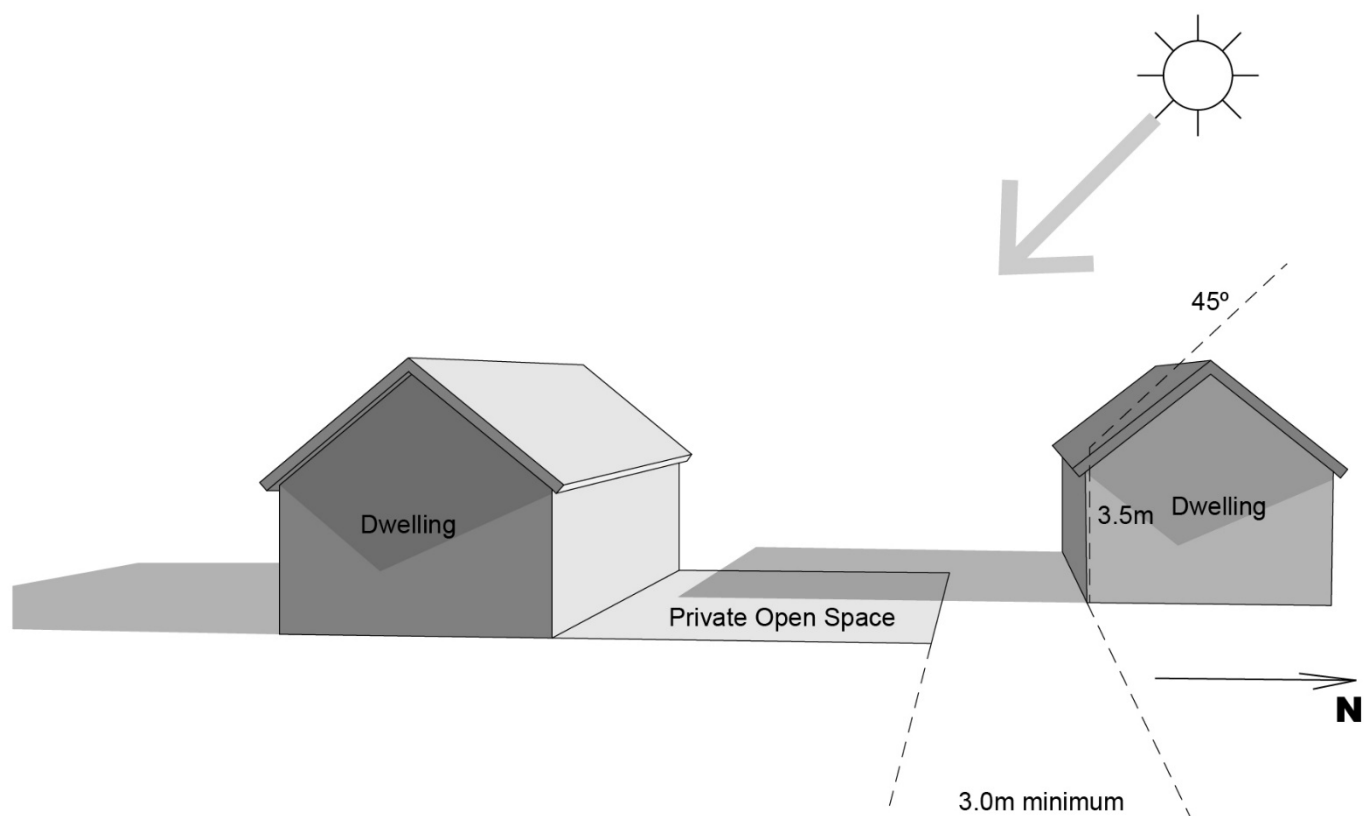 45º
Dwelling
3.5m
Dwelling
Private Open Space
N
3.0m minimum